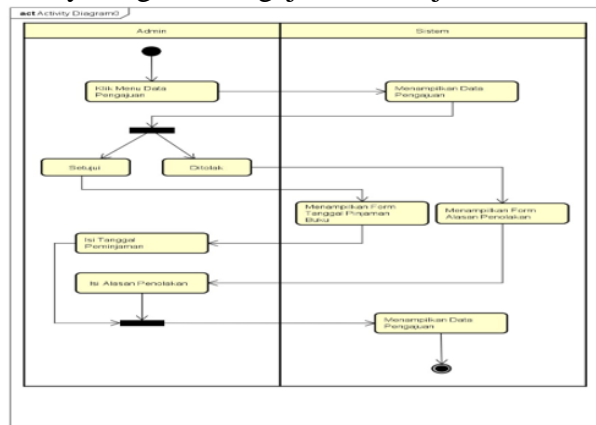 act Activity Diagram0
Admin
Sistem
Klik Menu Data
Pengajuan
Menampilkan Data
Pengajuan
Setujui
Ditolak
Menampilkan Form
Tanggal Pinjaman
Buku
Menampilkan Form
Alasan Penolakan
Isi Tanggal
Peminjaman
Isi Alasan Penolakan
Menampilkan Data
Pengajuan